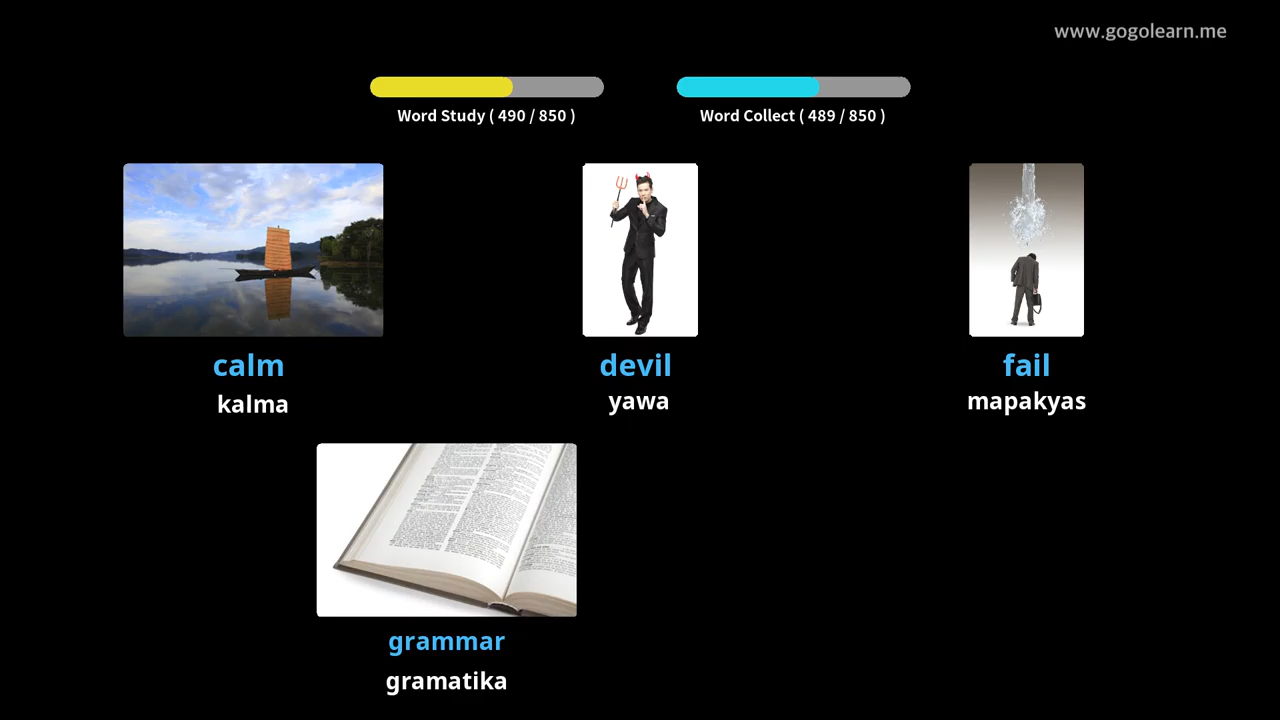 www.gogolearn.me
Word Study ( 490 / 850 )
Word Collect ( 489 / 850 )
calm
kalma
devil
yawa
fail
mapakyas
grammar
gramatika